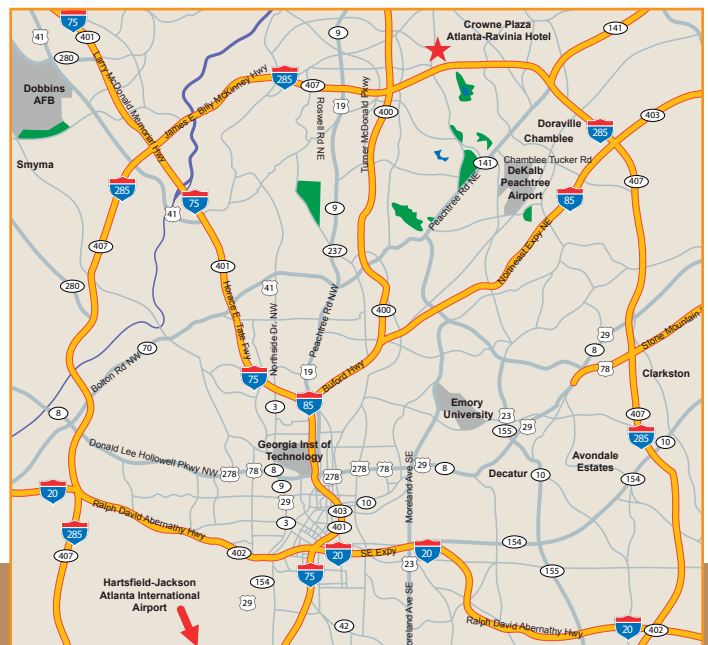 75
401
41
280
Dobbins
AFB
Larry McDonald Memorial Hwy
James E. Billy McKinney Hwy
285
407
9
19
Roswell Rd NE
Turner McDonald Pkwy
400
Crowne Plaza
Atlanta-Ravinia Hotel
141
Doraville
Chamblee
285
403
Smyrna
141
Chamblee Tucker Rd
DeKalb
Peachtree
Airport
407
285
75
41
85
9
Peachtree Rd NE
407
401
237
Northeast Expy NE
280
41
Horace E. Tate Fwy
Northside Dr. NW
Peachtree Rd NW
400
29
Stone Mountain
8
70
Bolton Rd NW
19
Buford Hwy
78
Clarkston
75
3
85
Emory
University
8
23
407
155
29
285
10
Donald Lee Hollowell Pkwy NW
Georgia Inst of
Technology
Moreland Ave SE
Avondale
Estates
278
78
8
278
278
78
29
8
Decatur
10
154
20
9
29
10
403
Ralph David Abernathy Hwy
3
401
285
407
402
20
SE Expy
20
154
75
23
155
Hartsfield-Jackson
Atlanta International
Airport
154
29
42
oreland Ave SE
Ralph David Abernathy Hwy
20
402